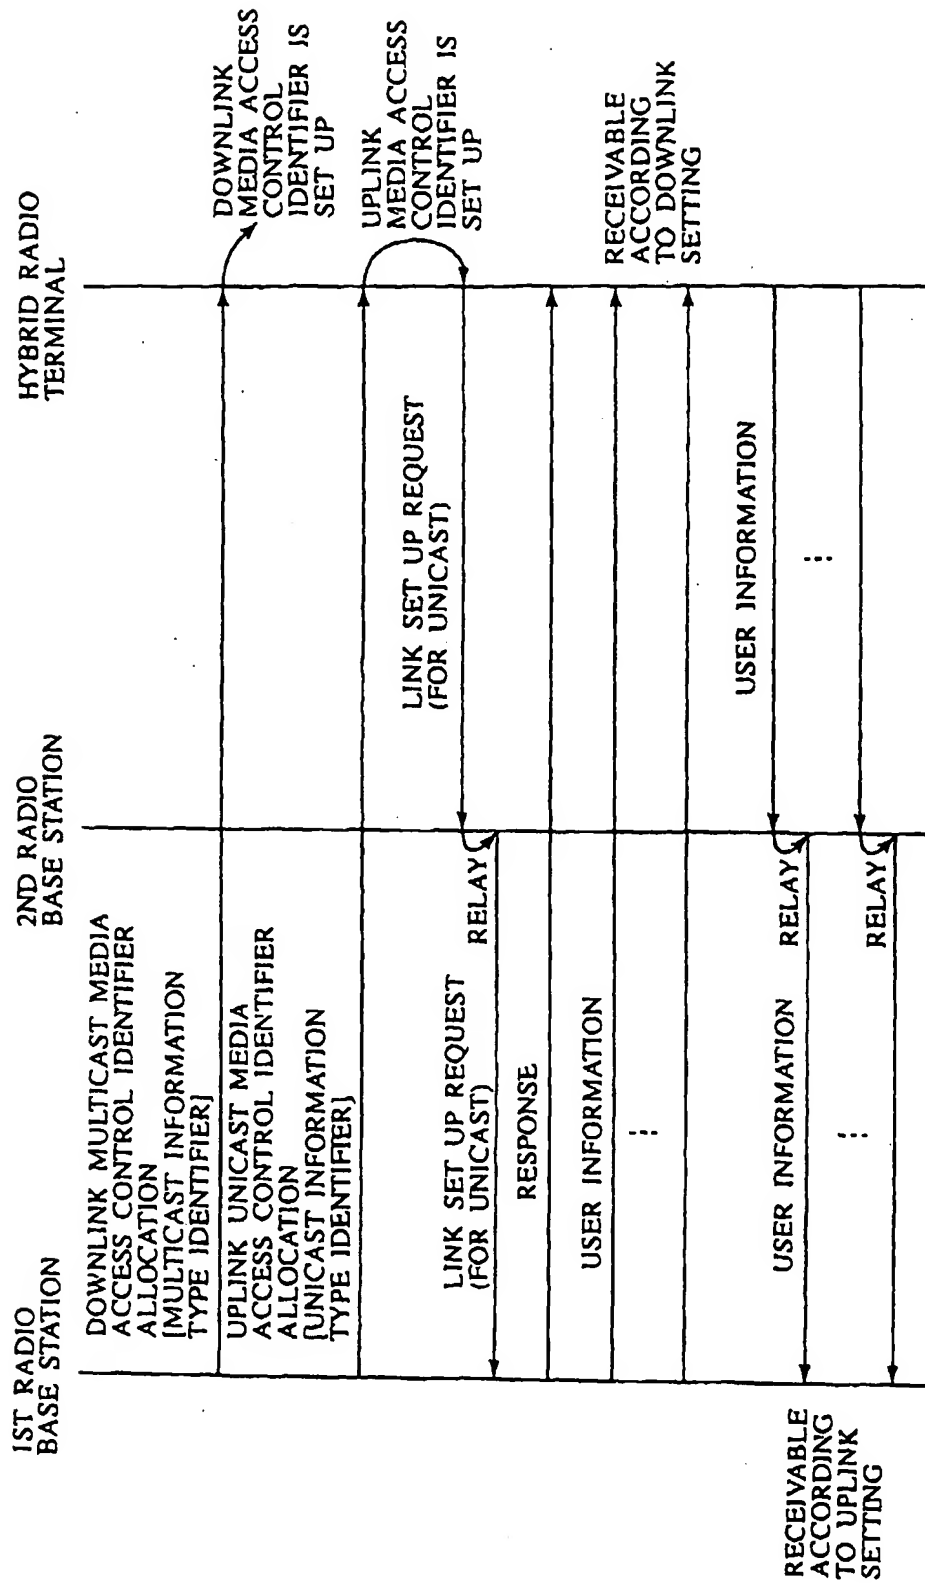 1ST RADIO
BASE STATION
2ND RADIO
BASE STATION
HYBRID RADIO
TERMINAL
DOWNLINK MULTICAST MEDIA
ACCESS CONTROL IDENTIFIER
ALLOCATION
[MULTICAST INFORMATION
TYPE IDENTIFIER]
DOWNLINK
MEDIA ACCESS
CONTROL
IDENTIFIER IS
SET UP
UPLINK UNICAST MEDIA
ACCESS CONTROL IDENTIFIER
ALLOCATION
[UNICAST INFORMATION
TYPE IDENTIFIER]
UPLINK
MEDIA ACCESS
CONTROL
IDENTIFIER IS
SET UP
LINK SET UP REQUEST
(FOR UNICAST)
RELAY
LINK SET UP REQUEST
(FOR UNICAST)
RESPONSE
USER INFORMATION
RECEIVABLE
ACCORDING
TO DOWNLINK
SETTING
USER INFORMATION
RELAY
USER INFORMATION
RELAY
RECEIVABLE
ACCORDING
TO UPLINK
SETTING